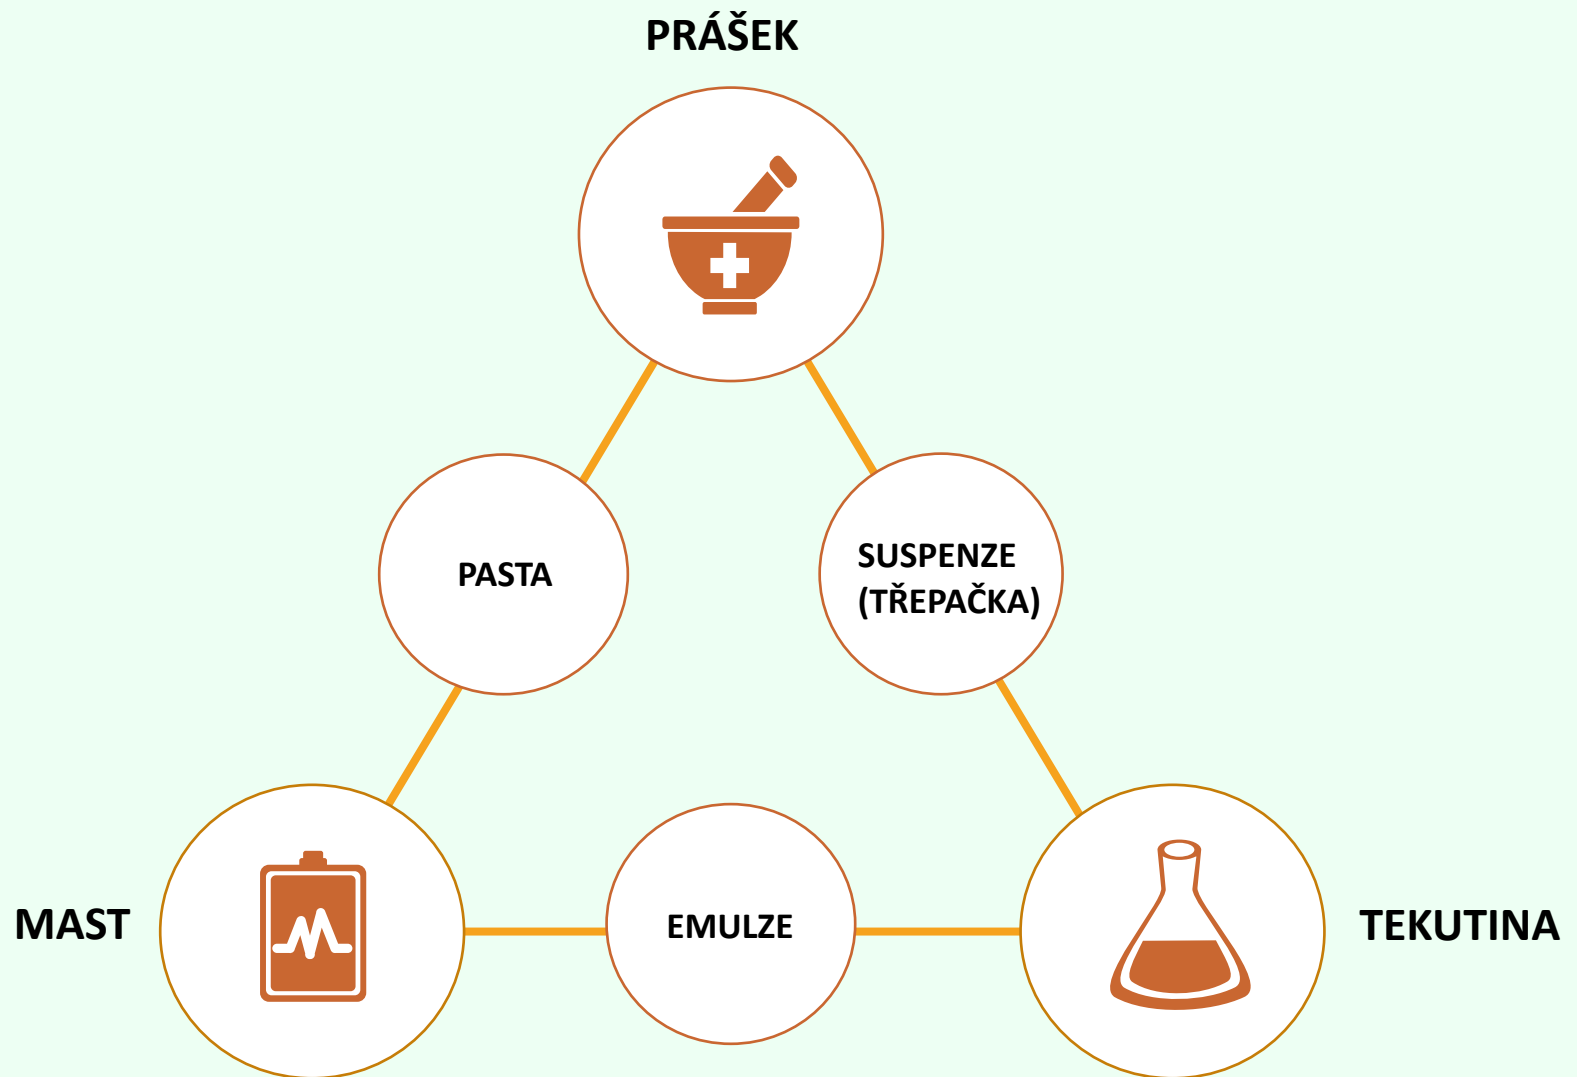 PRÁŠEK
PASTA
SUSPENZE
(TŘEPAČKA)
MAST
EMULZE
TEKUTINA